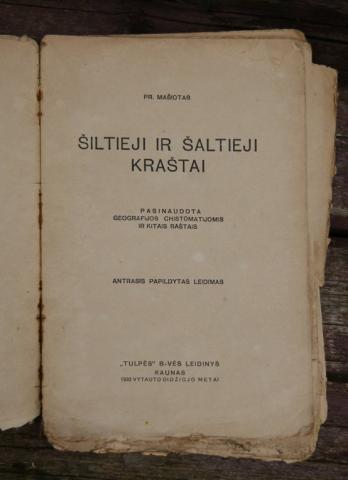 PR. MAŠIOTAS
ŠILTIEJI IR ŠALTIEJI
KRAŠTAI
PASINAUDOTA
GEOGRAFIJOS CHISTOMATIJOMIS
IR KITAIS RAŠTAIS
ANTRASIS PAPILDYTAS LEIDIMAS
„TULPĖS" B-VĖS LEIDINYS
KAUNAS
1930 VYTAUTO DIDŽIOJO METAI